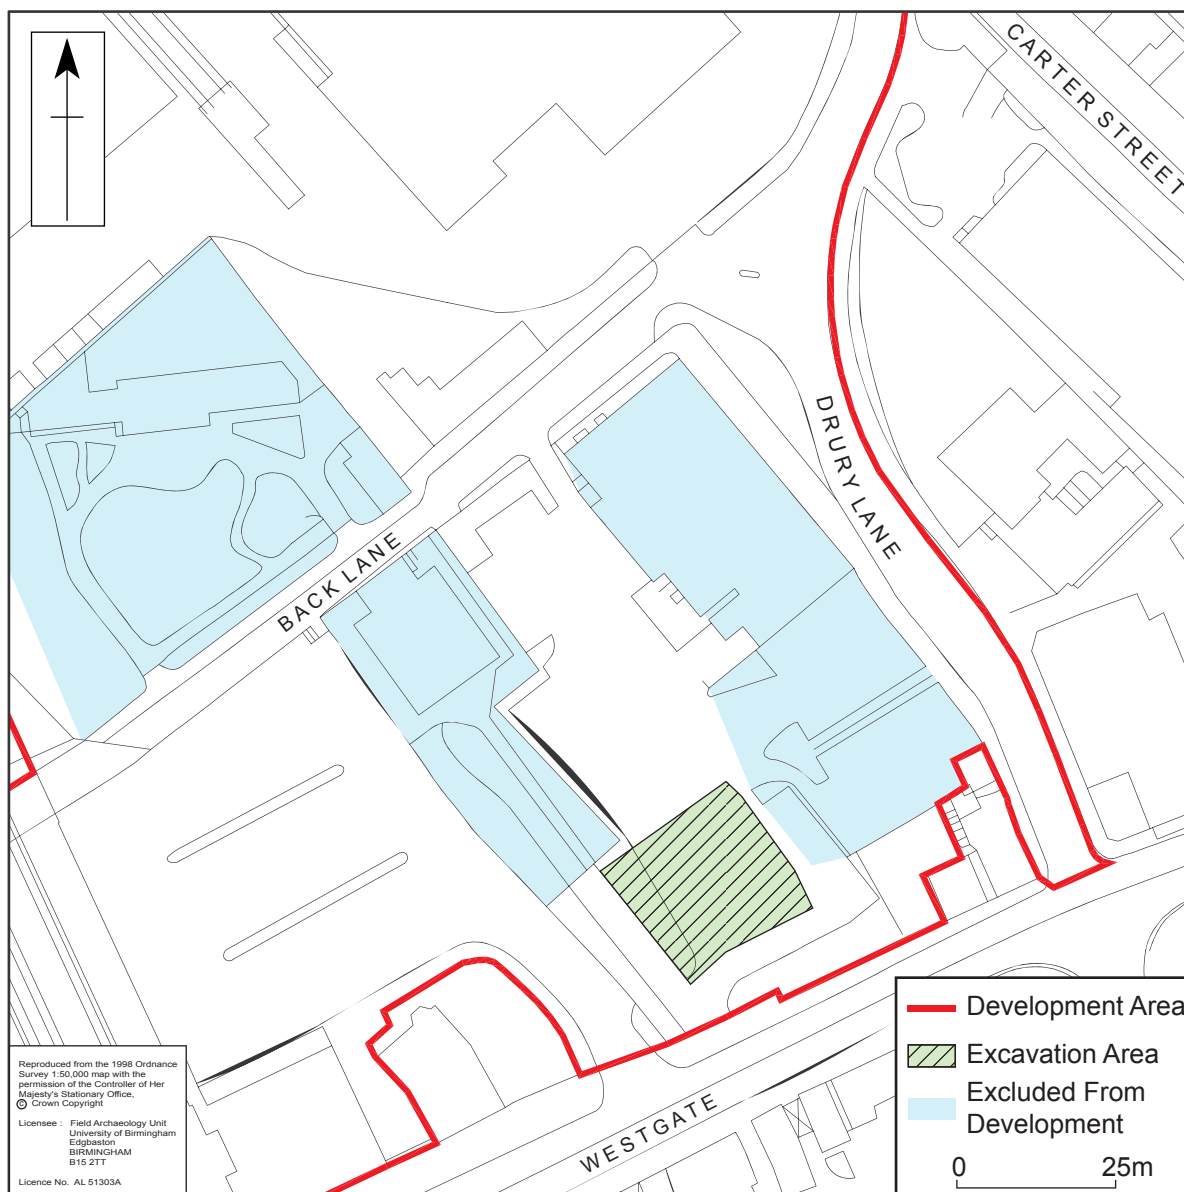 CARTER STREET
DRURY LANE
BACK LANE
WESTGATE
Development Area
Excavation Area
Excluded From
Development
0 25m
Reproduced from the 1998 Ordnance
Survey 1:50,000 map with the
permission of the Controller of Her
Majesty's Stationary Office,
© Crown Copyright
Licensee : Field Archaeology Unit
University of Birmingham
Edgbaston
BIRMINGHAM
B15 2TT
Licence No. AL 51303A